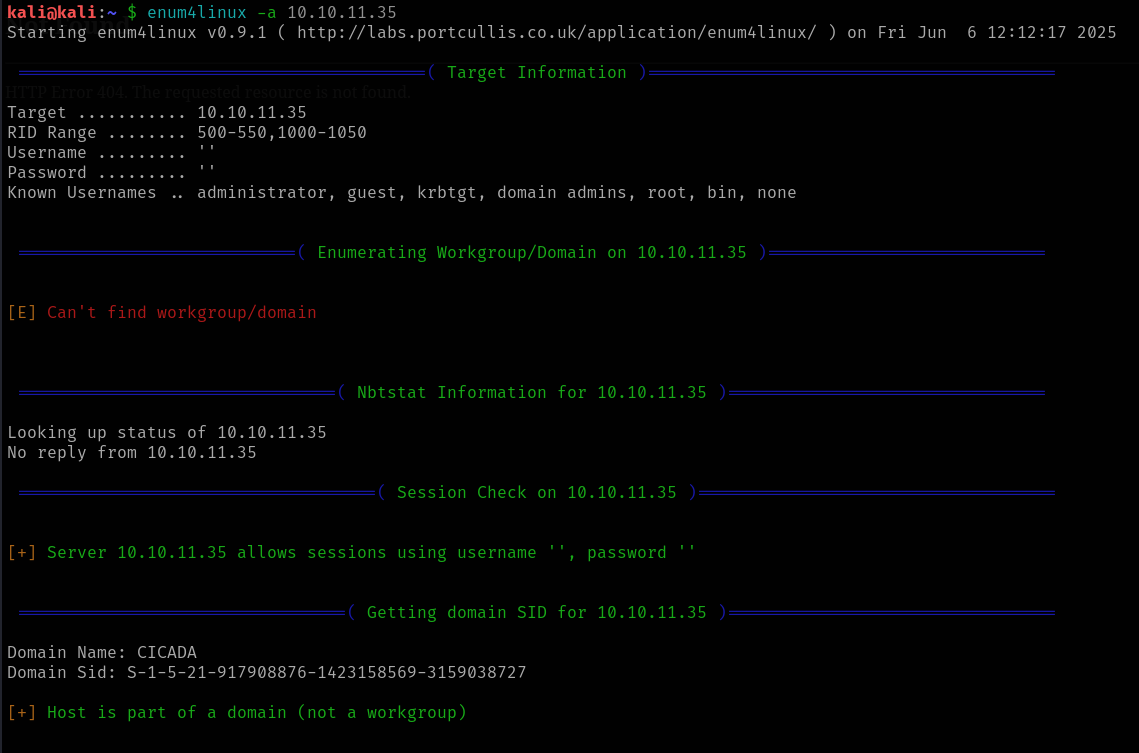 kali@kali:~ $ enum4linux -a 10.10.11.35
Starting enum4linux v0.9.1 ( http://labs.portcullis.co.uk/application/enum4linux/ ) on Fri Jun  6 12:12:17 2025
( Target Information )
HTTP Error 404. The requested resource is not found.
Target ........... 10.10.11.35
RID Range ........ 500-550,1000-1050
Username ......... ''
Password ......... ''
Known Usernames .. administrator, guest, krbtgt, domain admins, root, bin, none
( Enumerating Workgroup/Domain on 10.10.11.35 )
[E] Can't find workgroup/domain
( Nbtstat Information for 10.10.11.35 )
Looking up status of 10.10.11.35
No reply from 10.10.11.35
( Session Check on 10.10.11.35 )
[+] Server 10.10.11.35 allows sessions using username '', password ''
( Getting domain SID for 10.10.11.35 )
Domain Name: CICADA
Domain Sid: S-1-5-21-917908876-1423158569-3159038727
[+] Host is part of a domain (not a workgroup)